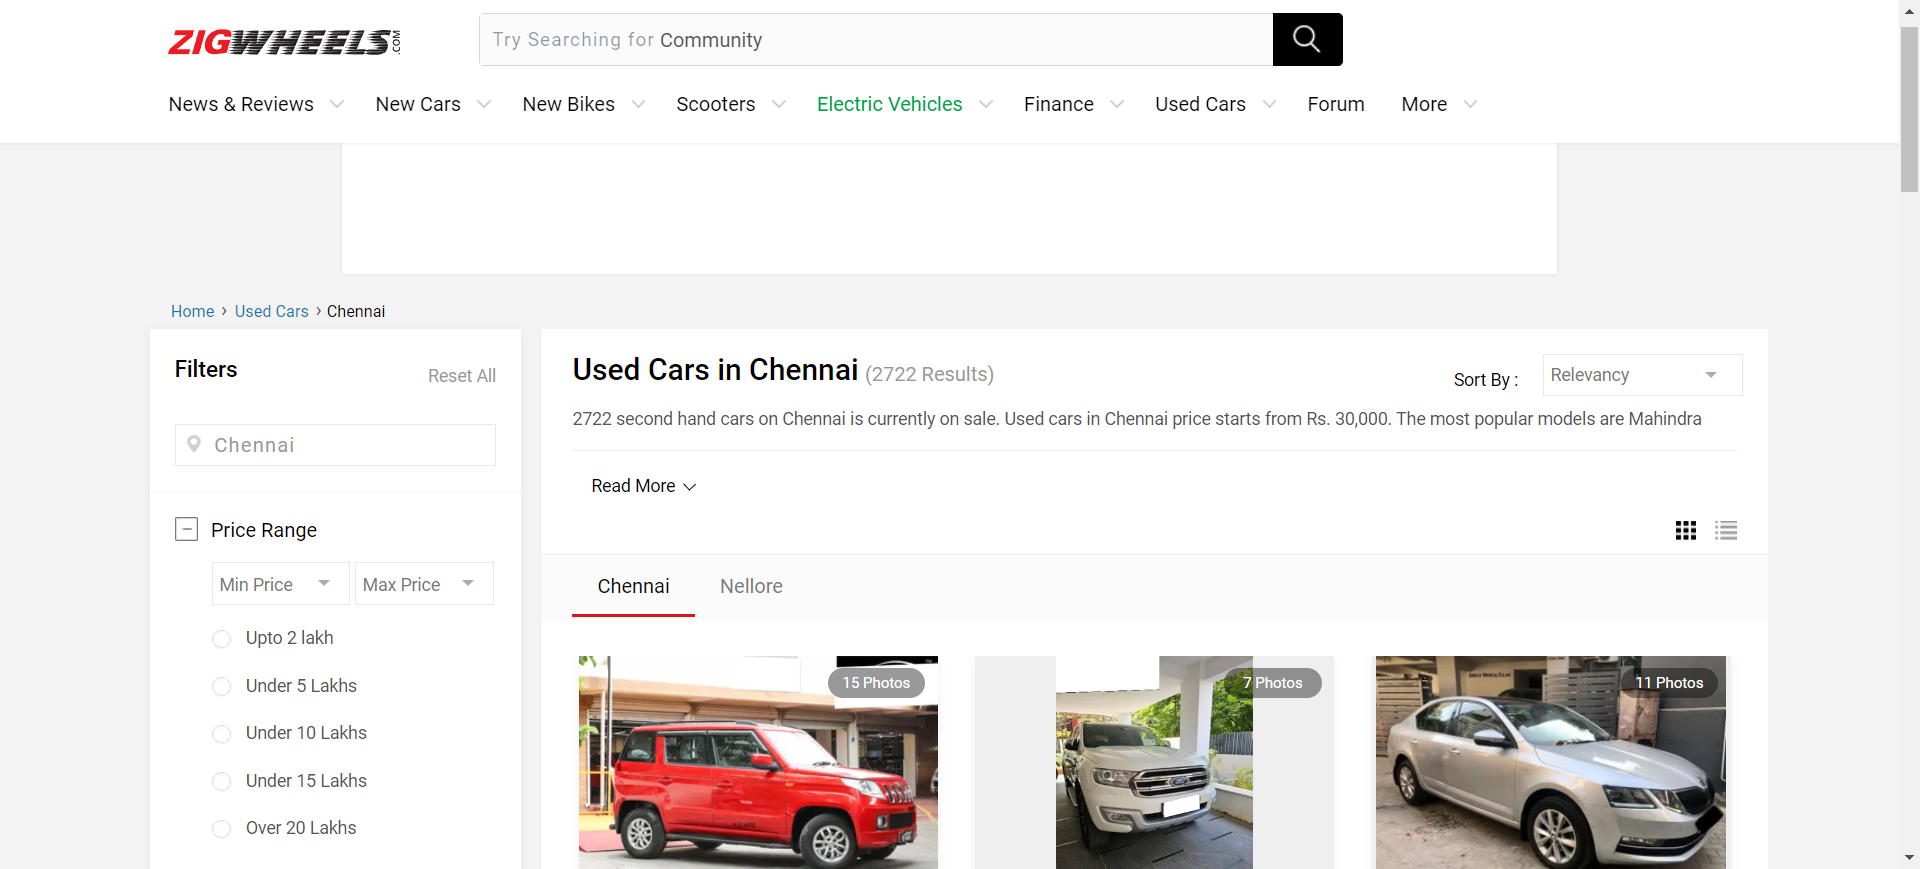 ZIGWHEELS.COM
Try Searching for Community
News & Reviews New Cars New Bikes Scooters Electric Vehicles Finance Used Cars Forum More
Home › Used Cars › Chennai
Filters
Reset All
Chennai
Price Range
Min Price Max Price
Upto 2 lakh
Under 5 Lakhs
Under 10 Lakhs
Under 15 Lakhs
Over 20 Lakhs
Used Cars in Chennai (2722 Results)
Sort By : Relevancy
2722 second hand cars on Chennai is currently on sale. Used cars in Chennai price starts from Rs. 30,000. The most popular models are Mahindra
Read More
Chennai Nellore
15 Photos
7 Photos
11 Photos